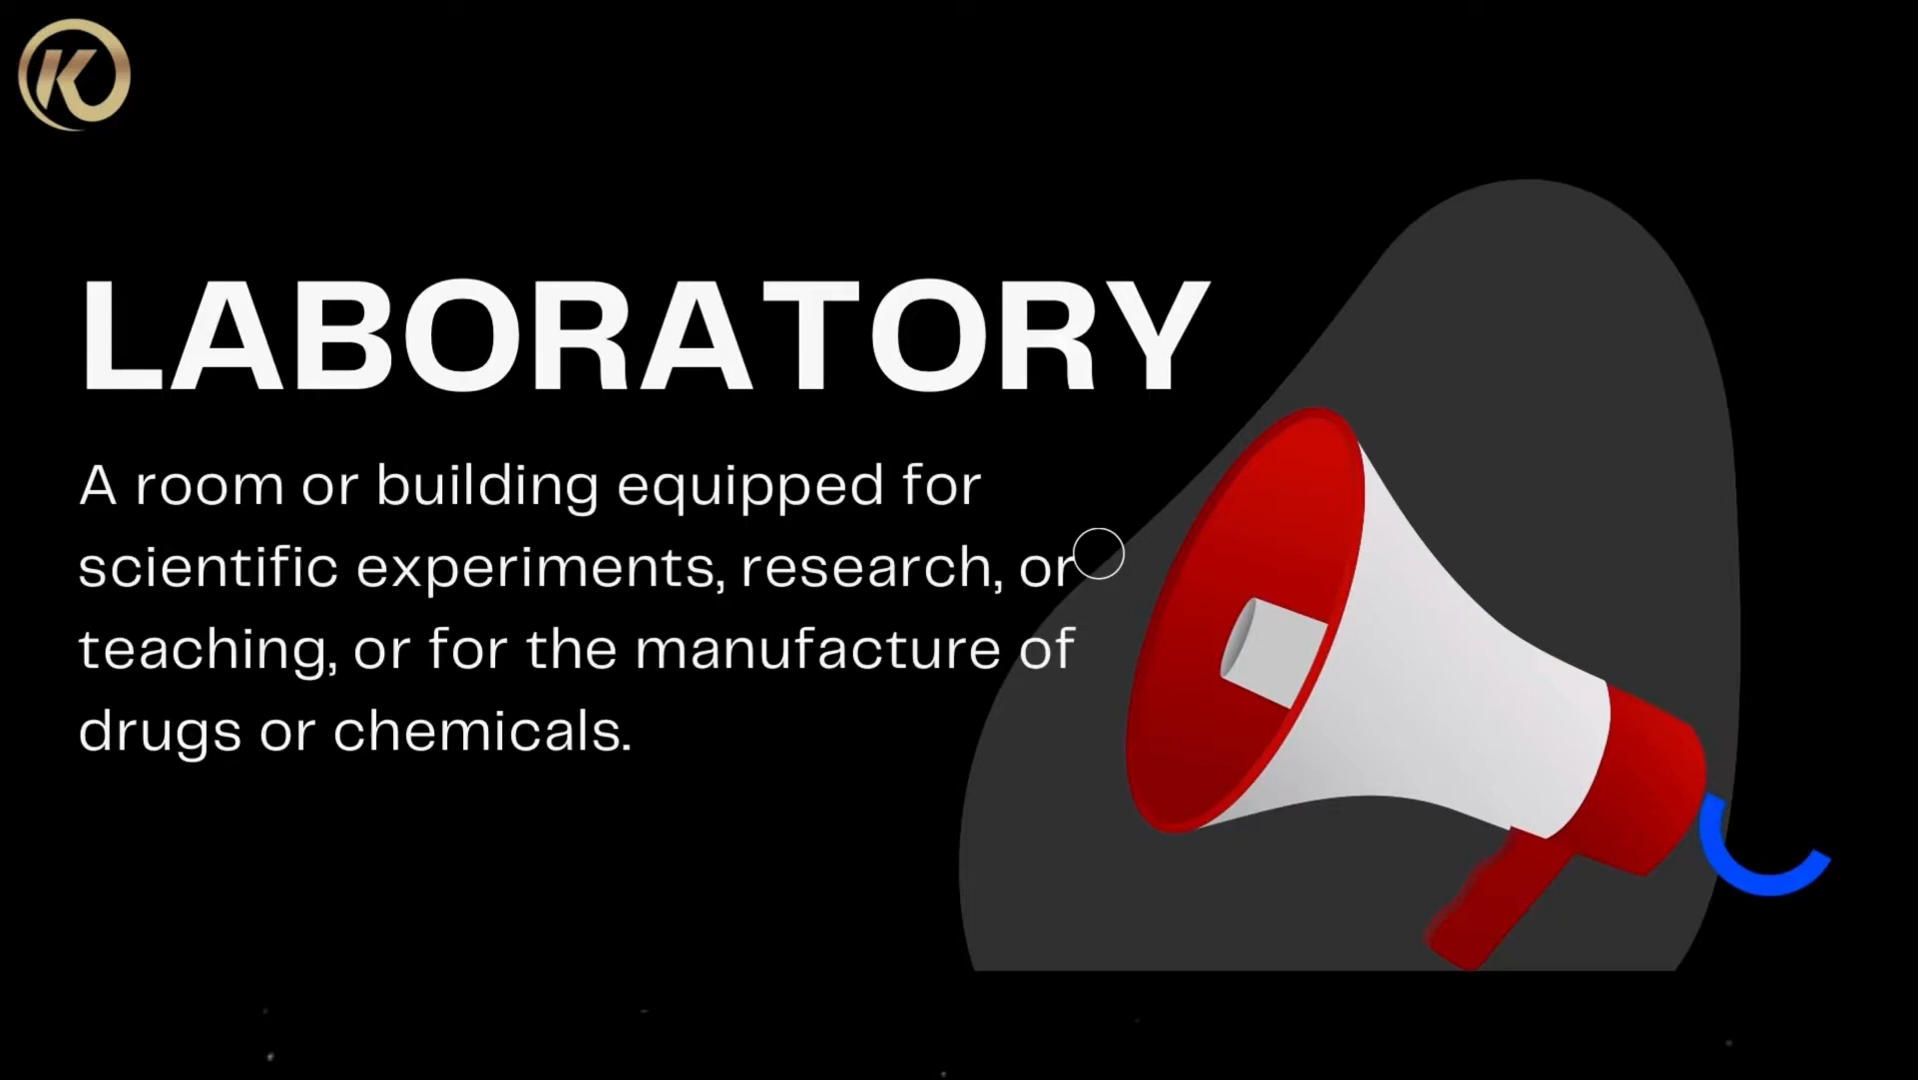 K
LABORATORY
A room or building equipped for
scientific experiments, research, or
teaching, or for the manufacture of
drugs or chemicals.